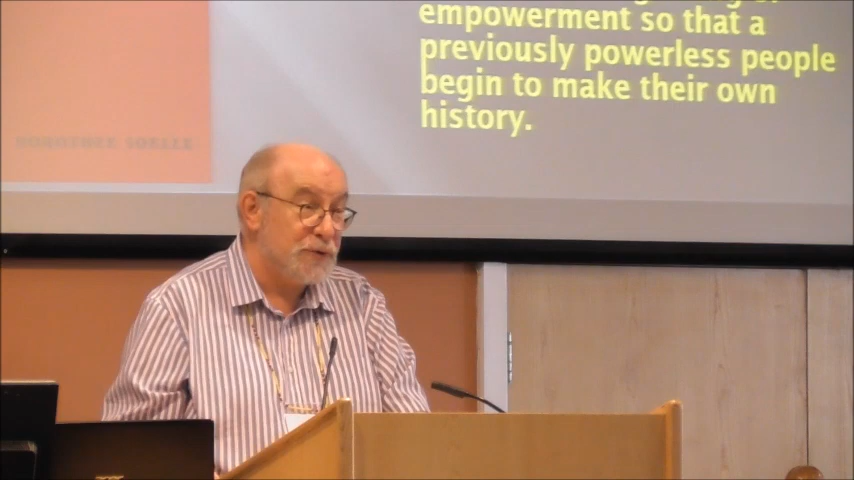 empowerment so that a
previously powerless people
begin to make their own
history.
DOROTHEE SOELLE